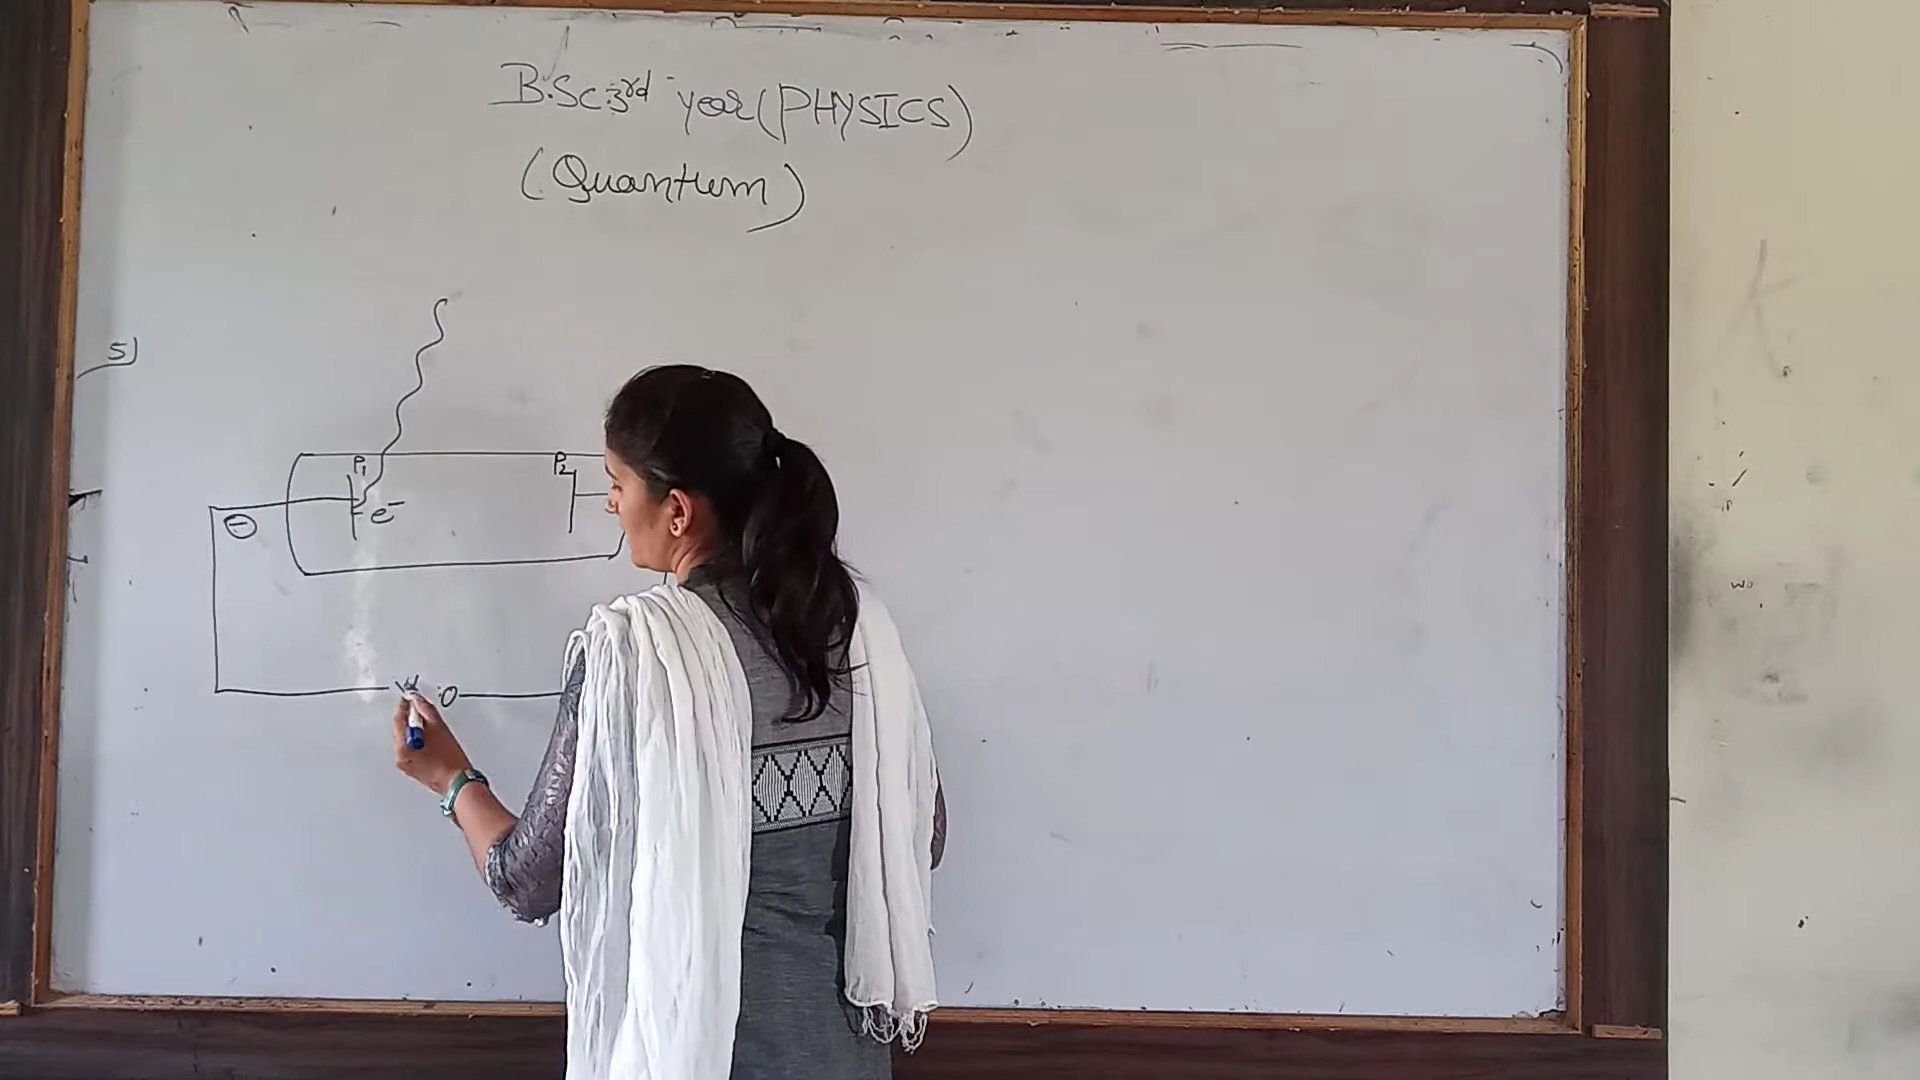 B.Sc. 3rd year (PHYSICS)
(Quantum)
5)
P1
P2
e-
-